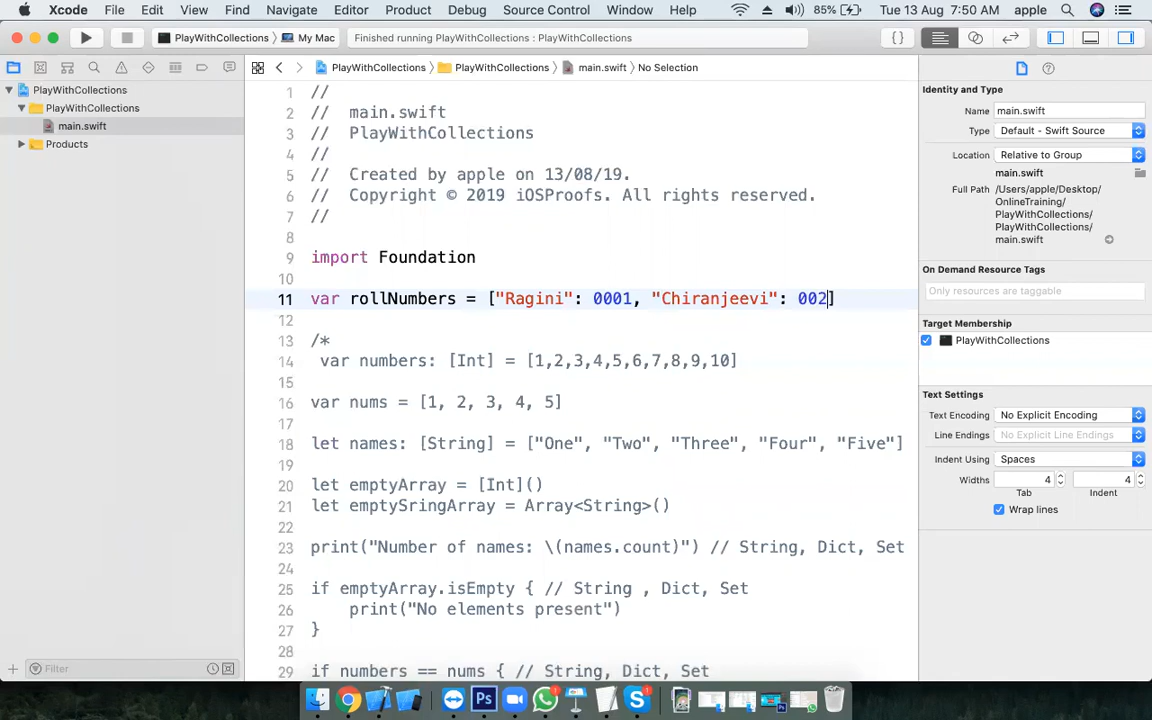 Xcode File Edit View Find Navigate Editor Product Debug Source Control Window Help 85% Tue 13 Aug 7:50 AM apple
PlayWithCollections My Mac Finished running PlayWithCollections : PlayWithCollections
PlayWithCollections PlayWithCollections main.swift No Selection
PlayWithCollections
PlayWithCollections
main.swift
Products
Filter
1 //
2 // main.swift
3 // PlayWithCollections
4 //
5 // Created by apple on 13/08/19.
6 // Copyright © 2019 iOSProofs. All rights reserved.
7 //
8
9 import Foundation
10
11 var rollNumbers = ["Ragini": 0001, "Chiranjeevi": 002]
12
13 /*
14 var numbers: [Int] = [1,2,3,4,5,6,7,8,9,10]
15
16 var nums = [1, 2, 3, 4, 5]
17
18 let names: [String] = ["One", "Two", "Three", "Four", "Five"]
19
20 let emptyArray = [Int]()
21 let emptySringArray = Array<String>()
22
23 print("Number of names: \(names.count)") // String, Dict, Set
24
25 if emptyArray.isEmpty { // String , Dict, Set
26 print("No elements present")
27 }
28
29 if numbers == nums { // String, Dict, Set
Identity and Type
Name main.swift
Type Default - Swift Source
Location Relative to Group
main.swift
Full Path /Users/apple/Desktop/
OnlineTraining/
PlayWithCollections/
PlayWithCollections/
main.swift
On Demand Resource Tags
Only resources are taggable
Target Membership
PlayWithCollections
Text Settings
Text Encoding No Explicit Encoding
Line Endings No Explicit Line Endings
Indent Using Spaces
Widths 4 4
Tab Indent
Wrap lines
Ps